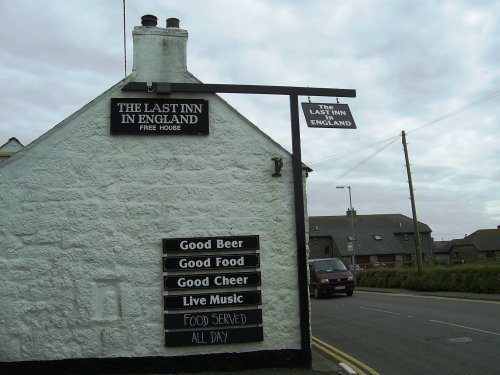 THE LAST INN
IN ENGLAND
FREE HOUSE
The
LAST INN
in
ENGLAND
Good Beer
Good Food
Good Cheer
Live Music
FOOD SERVED
ALL DAY